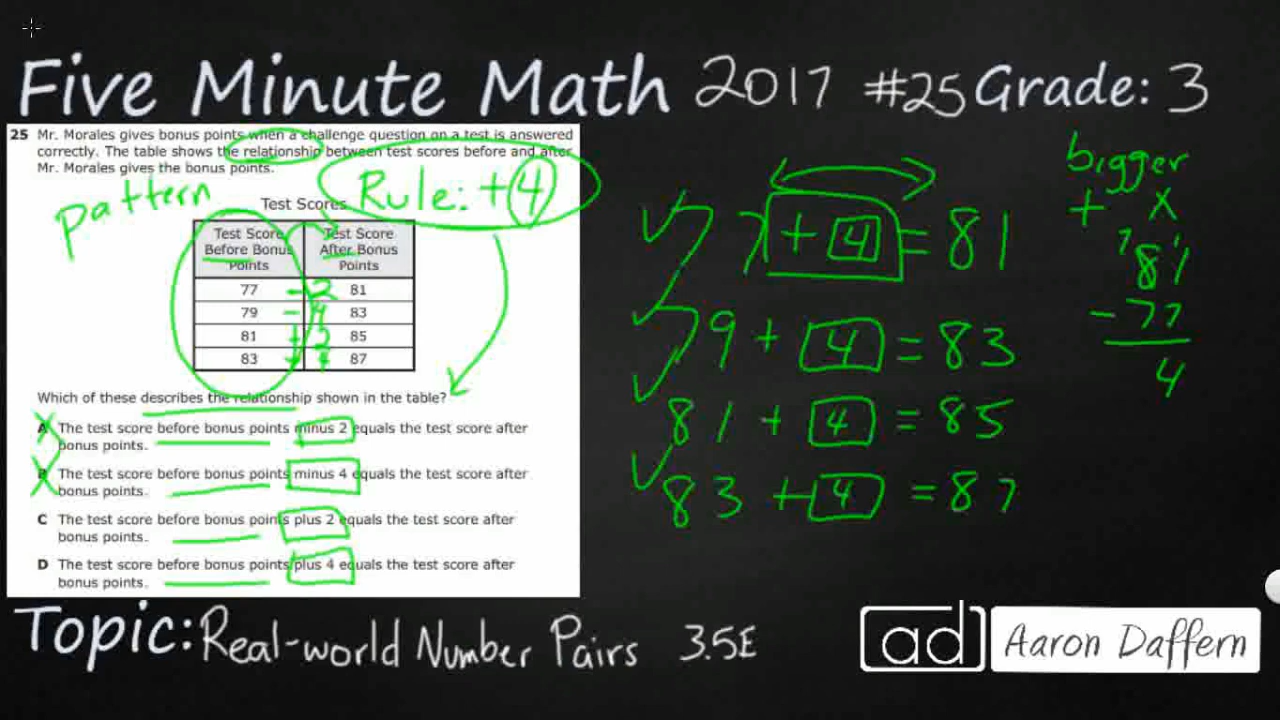 Five Minute Math 2017 #25 Grade: 3
25 Mr. Morales gives bonus points when a challenge question on a test is answered
correctly. The table shows the relationship between test scores before and after
Mr. Morales gives the bonus points.
pattern
Rule: +4
Test Scores
Test Score Before Bonus Points
Test Score After Bonus Points
77 -2 81
79 -4 83
81 +2 85
83 +4 87
Which of these describes the relationship shown in the table?
A The test score before bonus points minus 2 equals the test score after
bonus points.
B The test score before bonus points minus 4 equals the test score after
bonus points.
C The test score before bonus points plus 2 equals the test score after
bonus points.
D The test score before bonus points plus 4 equals the test score after
bonus points.
77 + 4 = 81
79 + 4 = 83
81 + 4 = 85
83 + 4 = 87
bigger
+ x
7 1
81
-77
4
Topic: Real-world Number Pairs 3.5E
ad Aaron Daffern